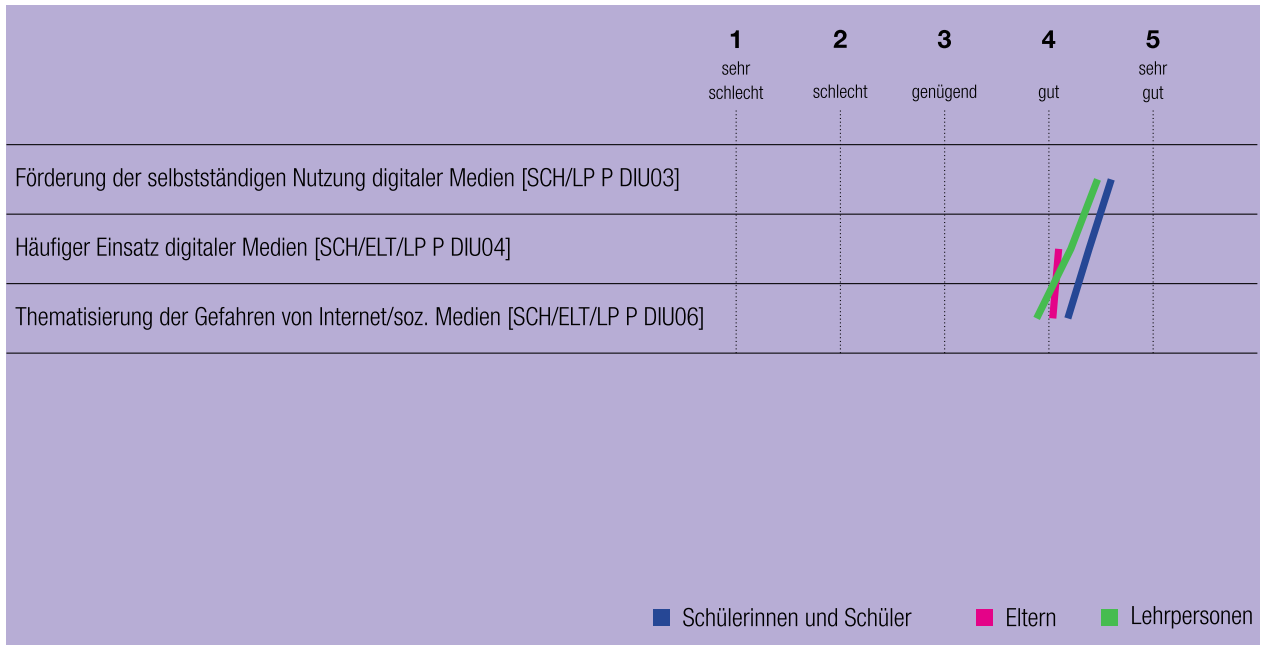 1 2 3 4 5
sehr schlecht schlecht genügend gut sehr gut
Förderung der selbstständigen Nutzung digitaler Medien [SCH/LP P DIU03]
Häufiger Einsatz digitaler Medien [SCH/ELT/LP P DIU04]
Thematisierung der Gefahren von Internet/soz. Medien [SCH/ELT/LP P DIU06]
Schülerinnen und Schüler Eltern Lehrpersonen